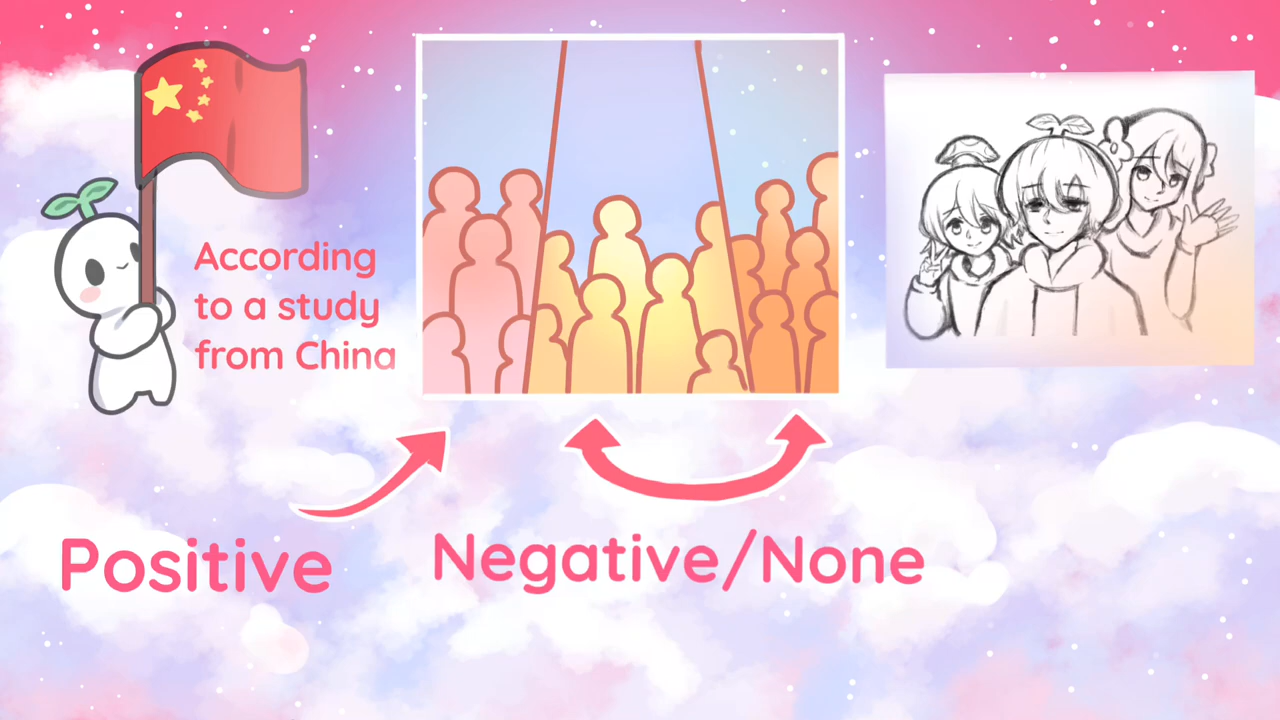 According
to a study
from China
Positive
Negative/None